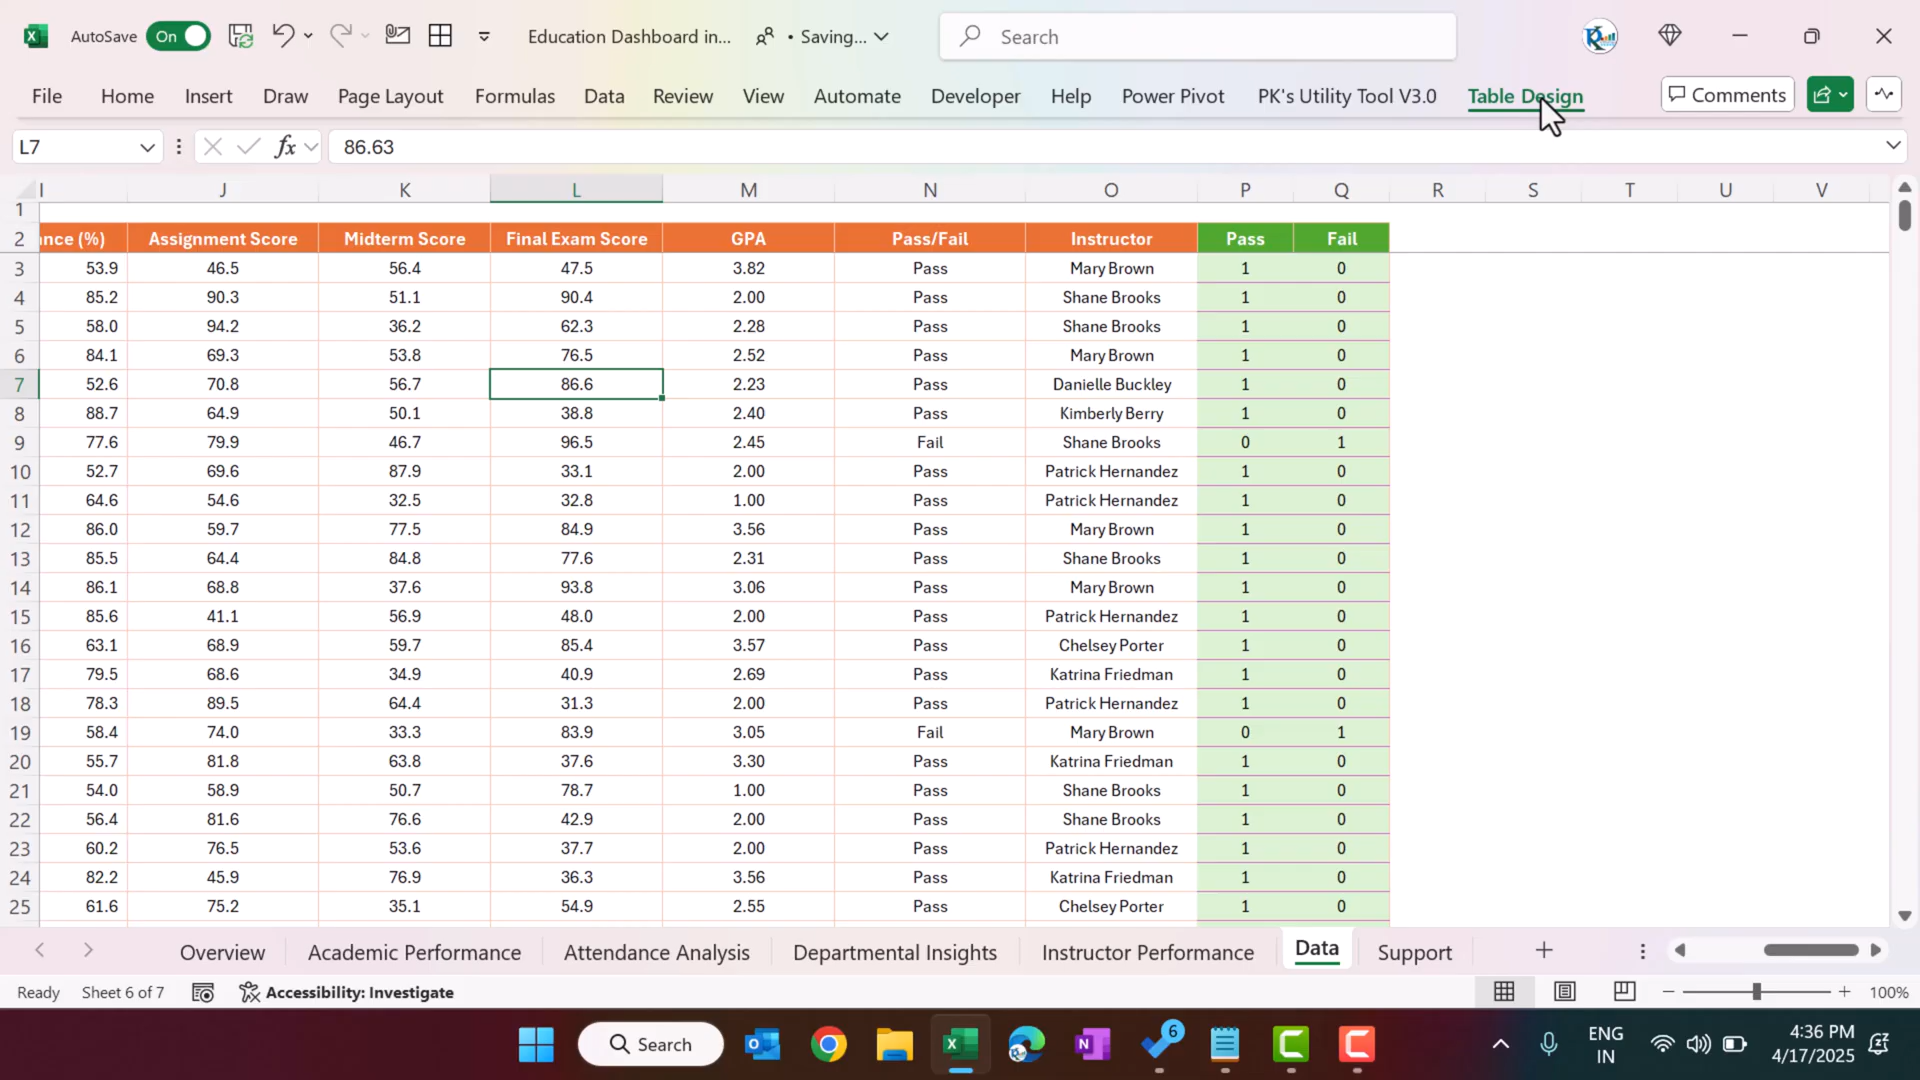 AutoSave On Education Dashboard in... • Saving... Search
File Home Insert Draw Page Layout Formulas Data Review View Automate Developer Help Power Pivot PK's Utility Tool V3.0 Table Design Comments
L7 fx 86.63
I J K L M N O P Q R S T U V
1
2 ance (%) Assignment Score Midterm Score Final Exam Score GPA Pass/Fail Instructor Pass Fail
3 53.9 46.5 56.4 47.5 3.82 Pass Mary Brown 1 0
4 85.2 90.3 51.1 90.4 2.00 Pass Shane Brooks 1 0
5 58.0 94.2 36.2 62.3 2.28 Pass Shane Brooks 1 0
6 84.1 69.3 53.8 76.5 2.52 Pass Mary Brown 1 0
7 52.6 70.8 56.7 86.6 2.23 Pass Danielle Buckley 1 0
8 88.7 64.9 50.1 38.8 2.40 Pass Kimberly Berry 1 0
9 77.6 79.9 46.7 96.5 2.45 Fail Shane Brooks 0 1
10 52.7 69.6 87.9 33.1 2.00 Pass Patrick Hernandez 1 0
11 64.6 54.6 32.5 32.8 1.00 Pass Patrick Hernandez 1 0
12 86.0 59.7 77.5 84.9 3.56 Pass Mary Brown 1 0
13 85.5 64.4 84.8 77.6 2.31 Pass Shane Brooks 1 0
14 86.1 68.8 37.6 93.8 3.06 Pass Mary Brown 1 0
15 85.6 41.1 56.9 48.0 2.00 Pass Patrick Hernandez 1 0
16 63.1 68.9 59.7 85.4 3.57 Pass Chelsey Porter 1 0
17 79.5 68.6 34.9 40.9 2.69 Pass Katrina Friedman 1 0
18 78.3 89.5 64.4 31.3 2.00 Pass Patrick Hernandez 1 0
19 58.4 74.0 33.3 83.9 3.05 Fail Mary Brown 0 1
20 55.7 81.8 63.8 37.6 3.30 Pass Katrina Friedman 1 0
21 54.0 58.9 50.7 78.7 1.00 Pass Shane Brooks 1 0
22 56.4 81.6 76.6 42.9 2.00 Pass Shane Brooks 1 0
23 60.2 76.5 53.6 37.7 2.00 Pass Patrick Hernandez 1 0
24 82.2 45.9 76.9 36.3 3.56 Pass Katrina Friedman 1 0
25 61.6 75.2 35.1 54.9 2.55 Pass Chelsey Porter 1 0
Overview Academic Performance Attendance Analysis Departmental Insights Instructor Performance Data Support
Ready Sheet 6 of 7 Accessibility: Investigate 100%
Search 6 ENG 4:36 PM
IN 4/17/2025